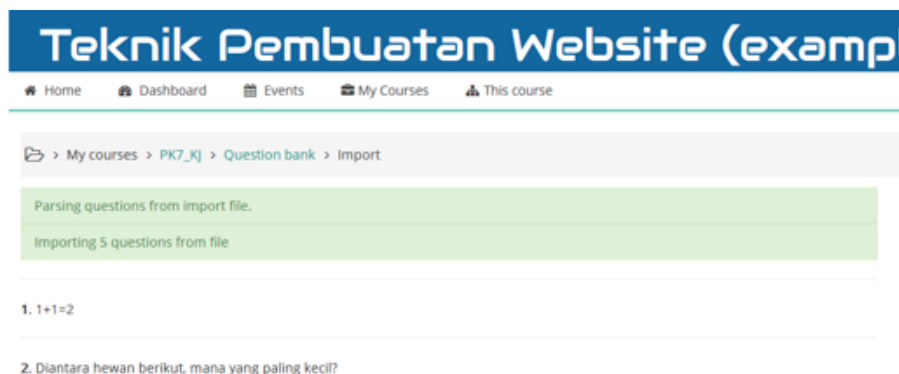 Teknik Pembuatan Website (examp
Home Dashboard Events My Courses This course
> My courses > PK7_KJ > Question bank > Import
Parsing questions from import file.
Importing 5 questions from file
1. 1+1=2
2. Diantara hewan berikut, mana yang paling kecil?